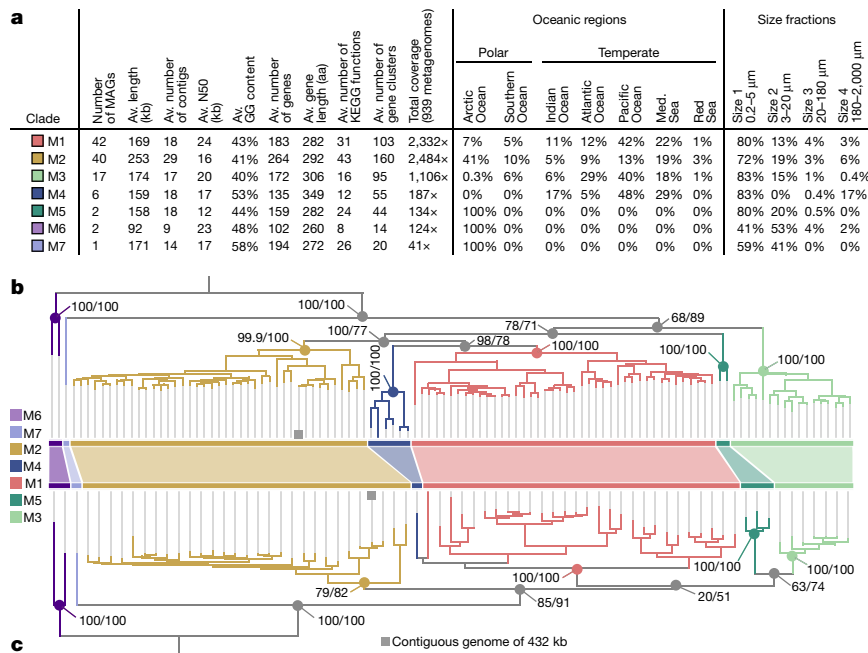 a
Oceanic regions
Size fractions
Polar
Temperate
Clade
Number of MAGs
Av. length (kb)
Av. number of contigs
Av. N50 (kb)
Av. GG content
Av. number of genes
Av. gene length (aa)
Av. number of KEGG functions
Av. number of gene clusters
Total coverage (939 metagenomes)
Arctic Ocean
Southern Ocean
Indian Ocean
Atlantic Ocean
Pacific Ocean
Med. Sea
Red Sea
Size 1 0.2–5 μm
Size 2 3–20 μm
Size 3 20–180 μm
Size 4 180–2,000 μm
M1 42 169 18 24 43% 183 282 31 103 2,332× 7% 5% 11% 12% 42% 22% 1% 80% 13% 4% 3%
M2 40 253 29 16 41% 264 292 43 160 2,484× 41% 10% 5% 9% 13% 19% 3% 72% 19% 3% 6%
M3 17 174 17 20 40% 172 306 16 95 1,106× 0.3% 6% 6% 29% 40% 18% 1% 83% 15% 1% 0.4%
M4 6 159 18 17 53% 135 349 12 55 187× 0% 0% 17% 5% 48% 29% 0% 83% 0% 0.4% 17%
M5 2 158 18 12 44% 159 282 24 44 134× 100% 0% 0% 0% 0% 0% 0% 80% 20% 0.5% 0%
M6 2 92 9 23 48% 102 260 8 14 124× 100% 0% 0% 0% 0% 0% 0% 41% 53% 4% 2%
M7 1 171 14 17 58% 194 272 26 20 41× 100% 0% 0% 0% 0% 0% 0% 59% 41% 0% 0%
b
100/100
100/100
68/89
78/71
100/77
99.9/100
98/78
100/100
100/100
100/100
100/100
M6
M7
M2
M4
M1
M5
M3
100/100
100/100
100/100
63/74
79/82
20/51
85/91
100/100
100/100
c
Contiguous genome of 432 kb